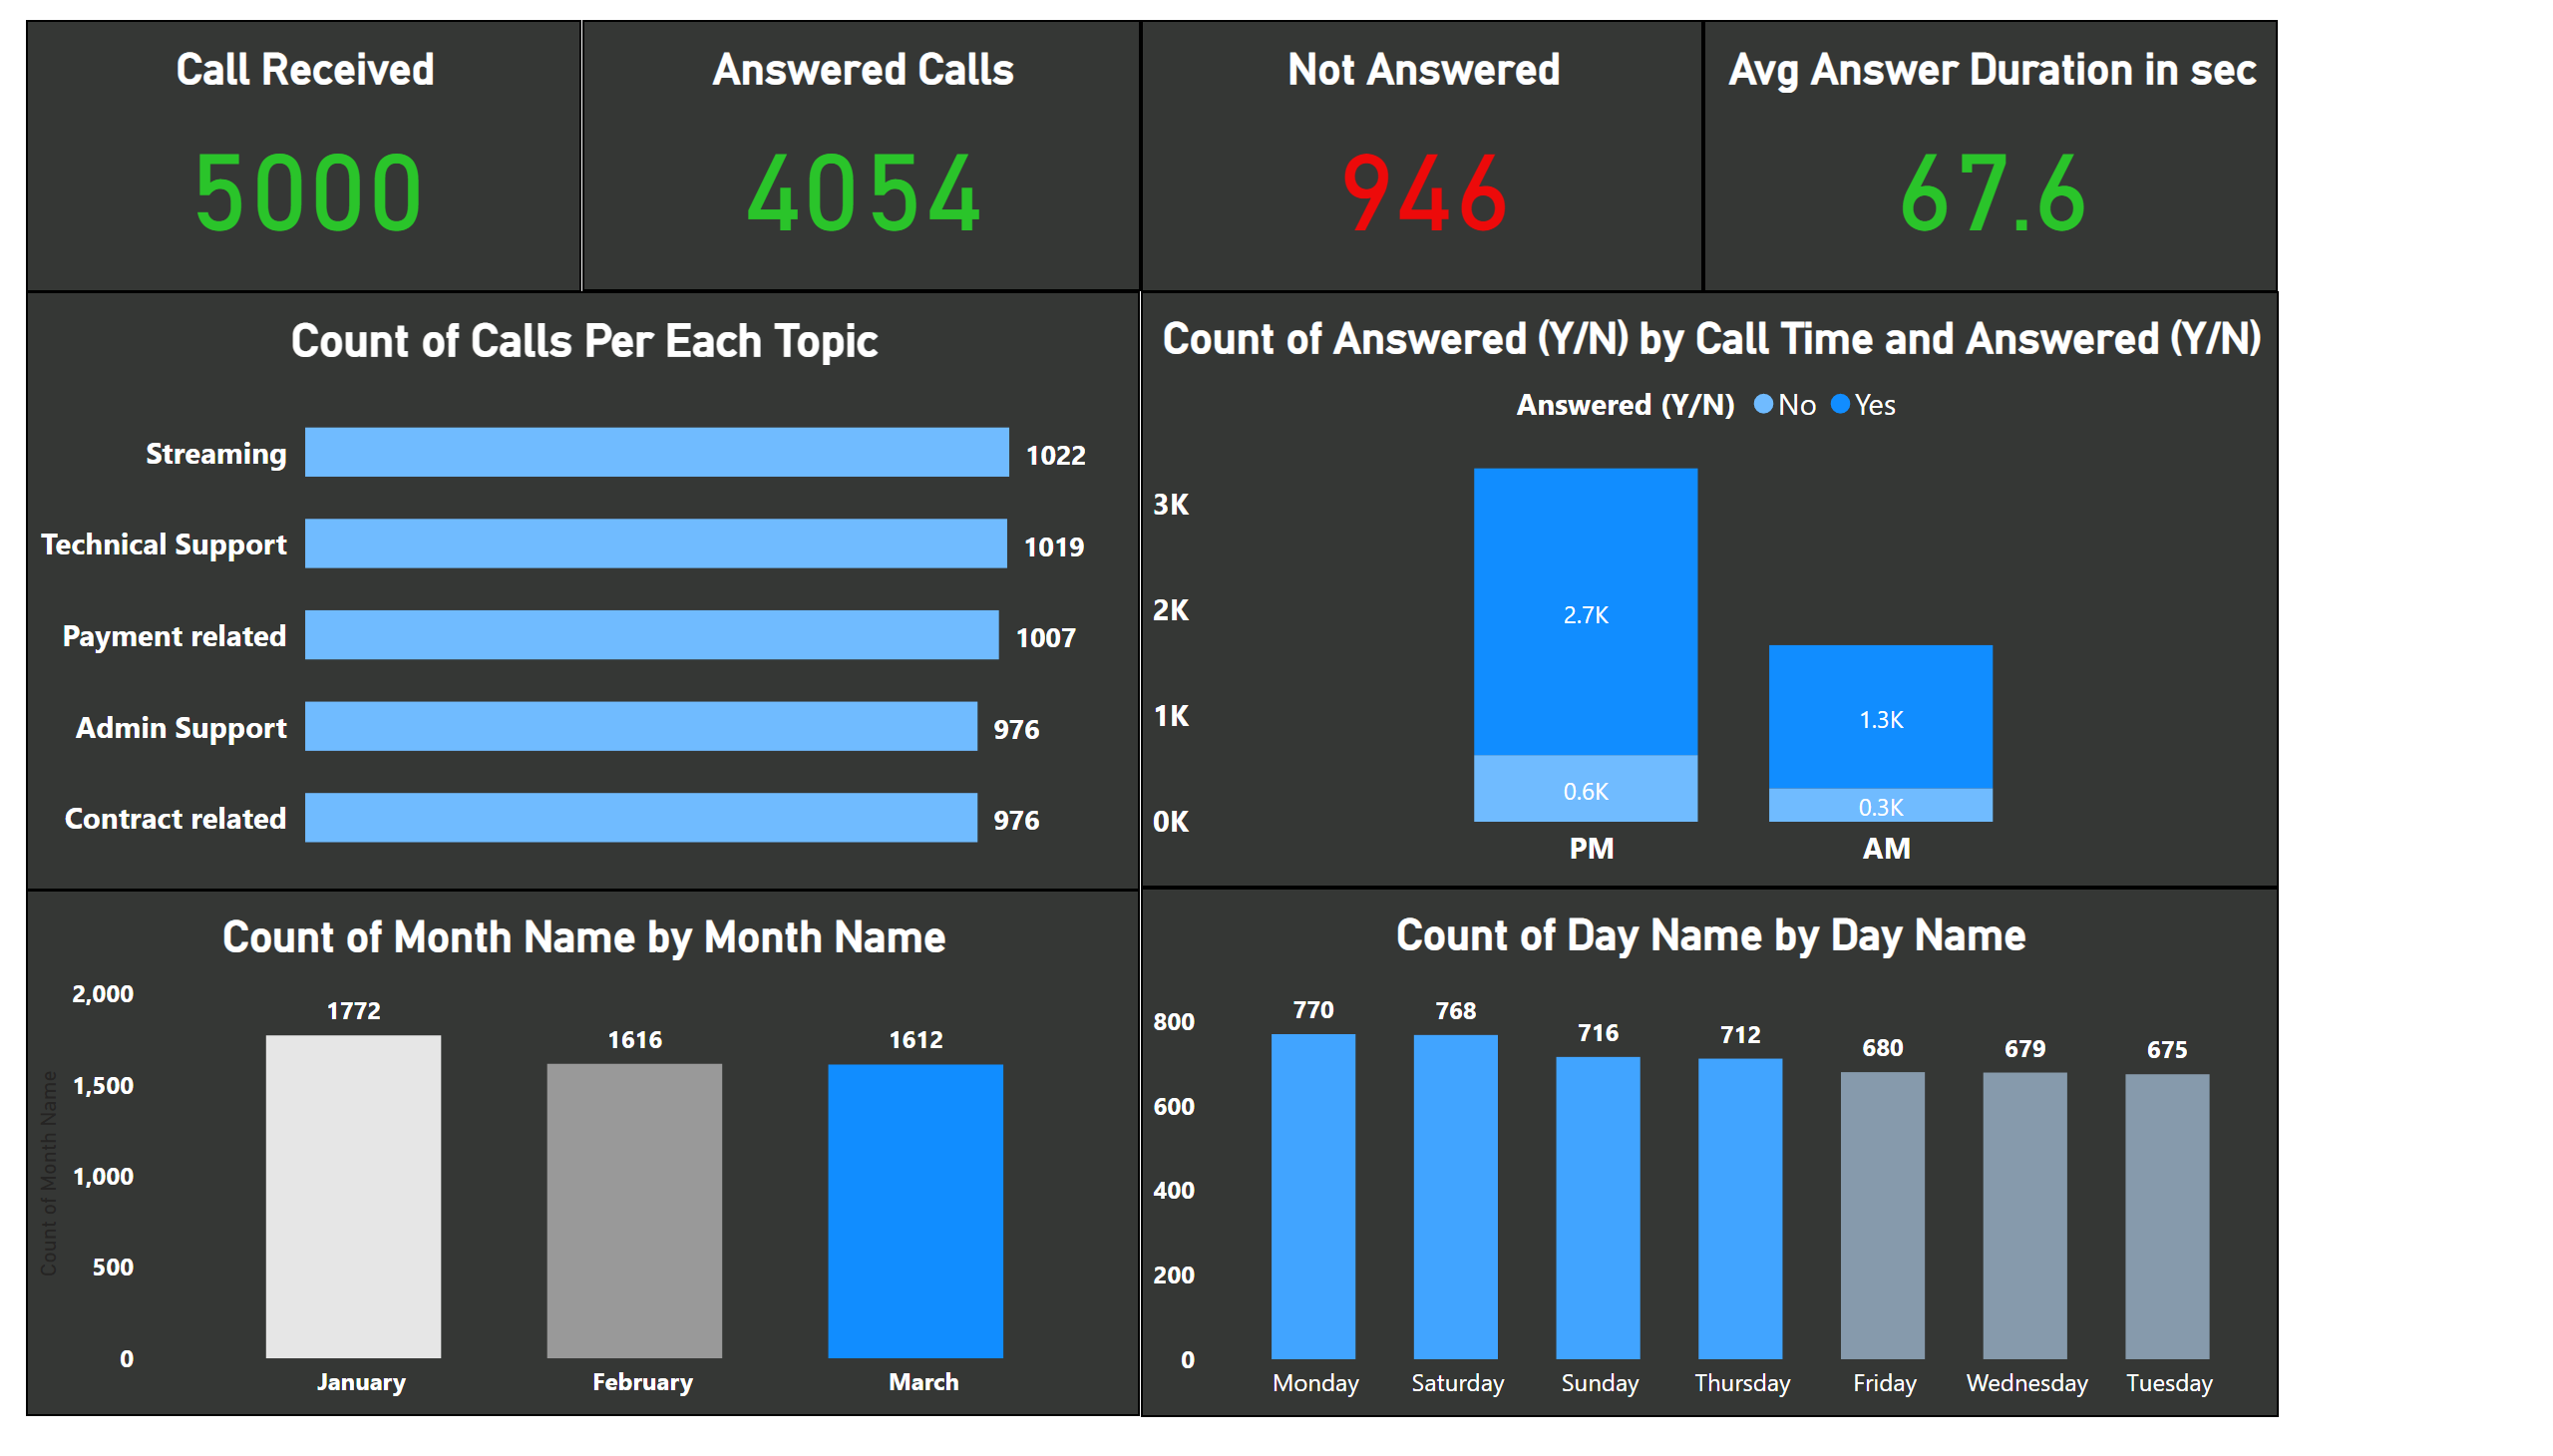 Call Received
5000
Answered Calls
4054
Not Answered
946
Avg Answer Duration in sec
67.6
Count of Calls Per Each Topic
Streaming 1022
Technical Support 1019
Payment related 1007
Admin Support 976
Contract related 976
Count of Answered (Y/N) by Call Time and Answered (Y/N)
Answered (Y/N) No Yes
3K
2K
1K
0K
2.7K
0.6K
1.3K
0.3K
PM AM
Count of Month Name by Month Name
Count of Month Name
2,000
1,500
1,000
500
0
1772 1616 1612
January February March
Count of Day Name by Day Name
800
600
400
200
0
770 768 716 712 680 679 675
Monday Saturday Sunday Thursday Friday Wednesday Tuesday